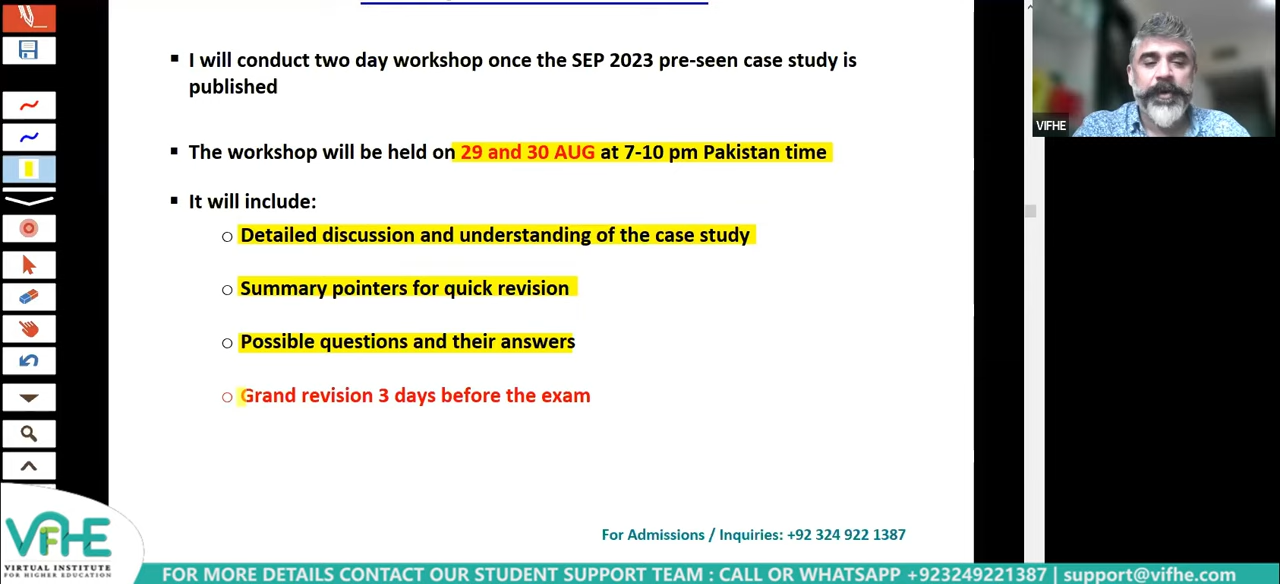 I will conduct two day workshop once the SEP 2023 pre-seen case study is
published
The workshop will be held on 29 and 30 AUG at 7-10 pm Pakistan time
It will include:
Detailed discussion and understanding of the case study
Summary pointers for quick revision
Possible questions and their answers
Grand revision 3 days before the exam
VIFHE
For Admissions / Inquiries: +92 324 922 1387
VIFHE
VIRTUAL INSTITUTE
FOR HIGHER EDUCATION
FOR MORE DETAILS CONTACT OUR STUDENT SUPPORT TEAM : CALL OR WHATSAPP +923249221387 | support@vifhe.com